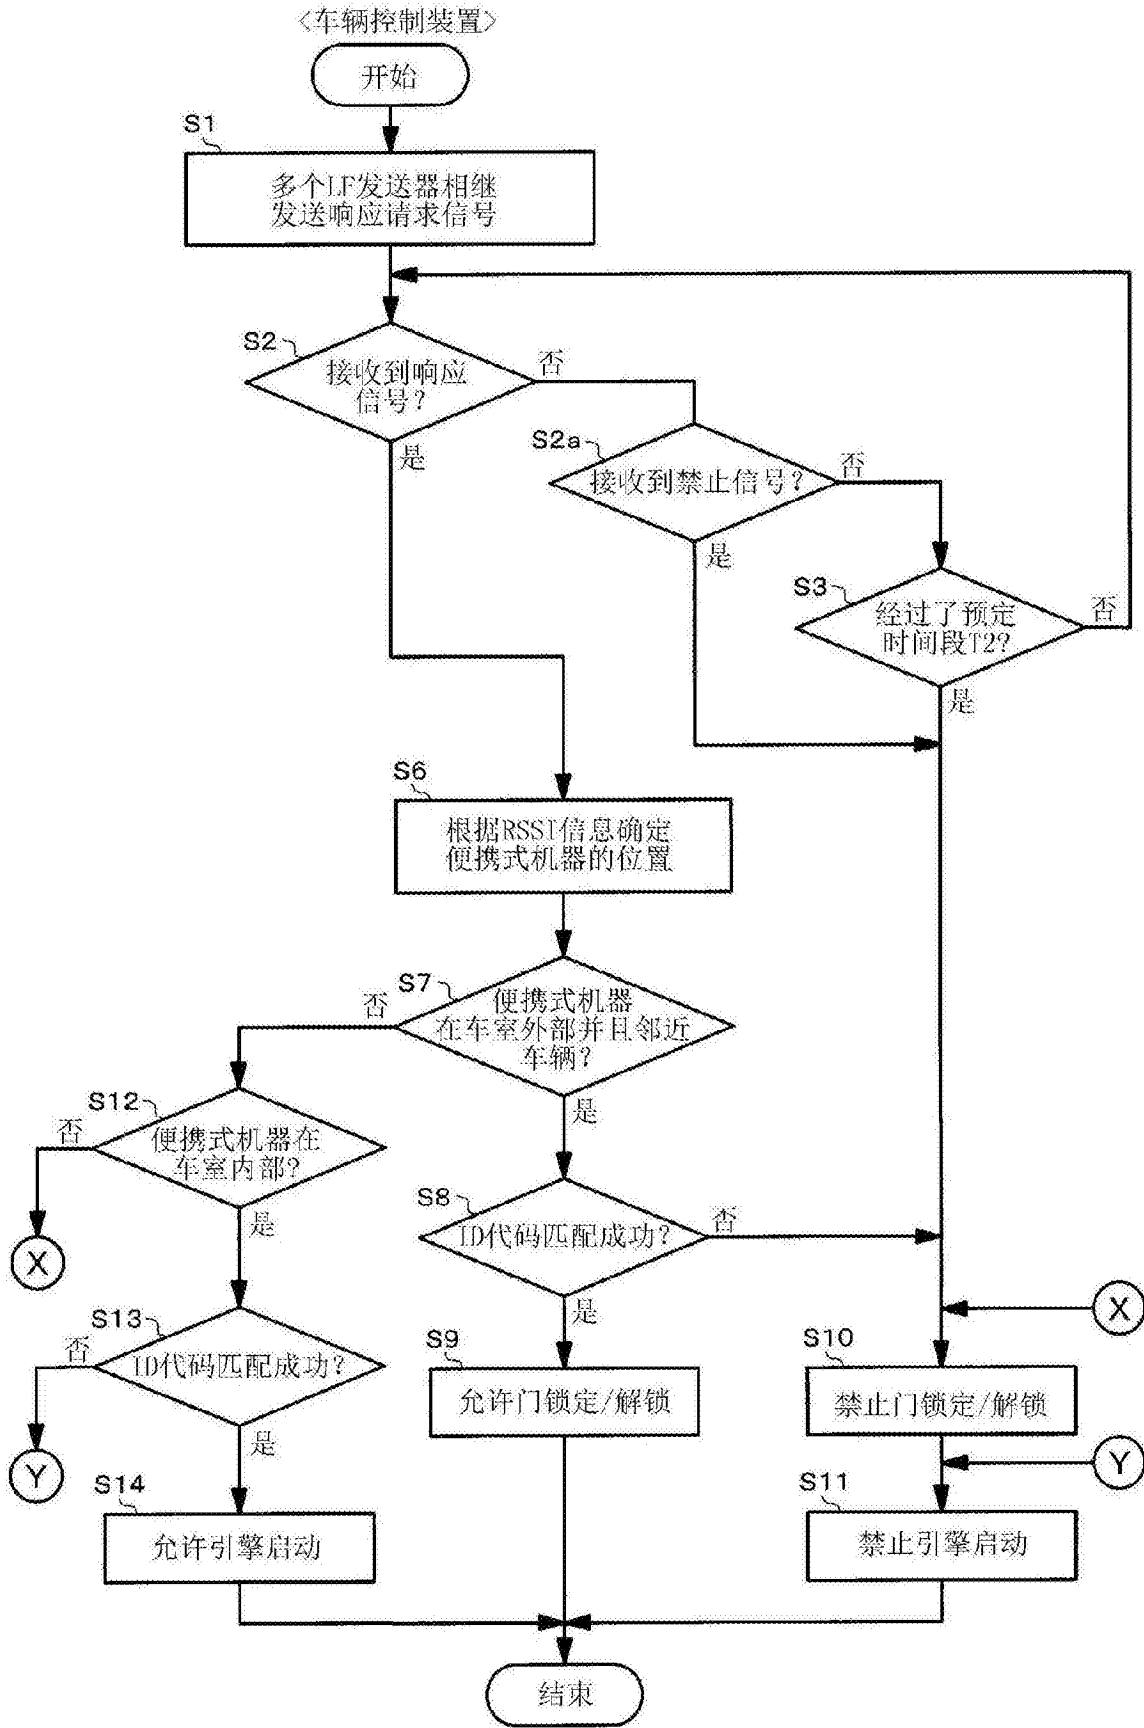 <车辆控制装置>
开始
S1
多个LF发送器相继
发送响应请求信号
S2
接收到响应
信号?
否
是
S2a
接收到禁止信号?
否
是
S3
经过了预定
时间段T2?
否
是
S6
根据RSSI信息确定
便携式机器的位置
S7
便携式机器
在车室外部并且邻近
车辆?
否
是
S12
便携式机器在
车室内部?
否
是
X
S8
ID代码匹配成功?
否
是
X
S13
ID代码匹配成功?
否
是
Y
S9
允许门锁定/解锁
S10
禁止门锁定/解锁
Y
S14
允许引擎启动
S11
禁止引擎启动
结束